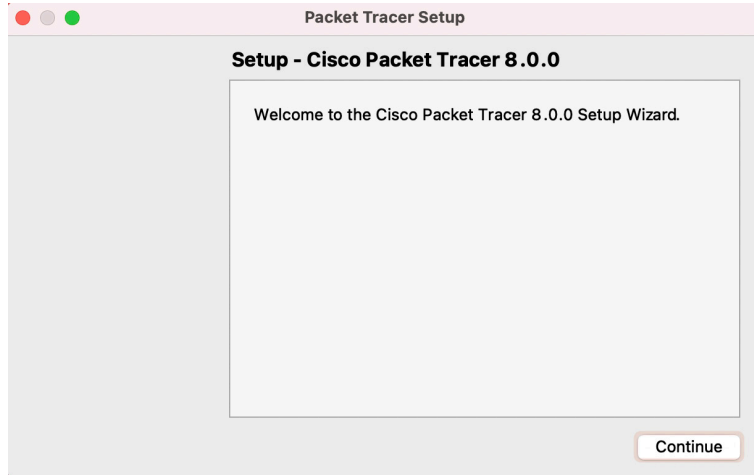 Packet Tracer Setup
Setup - Cisco Packet Tracer 8.0.0
Welcome to the Cisco Packet Tracer 8.0.0 Setup Wizard.
Continue